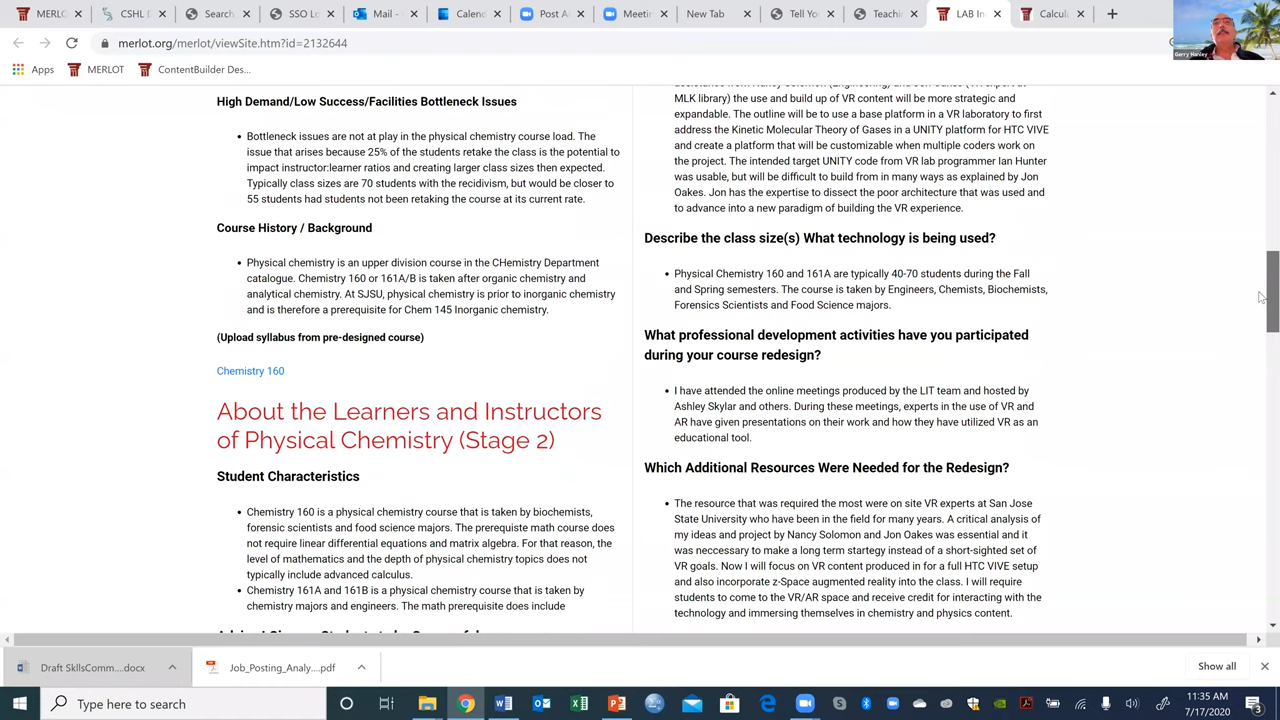 MERLO
CSHL D
Search
SSO Lo
Mail -
Calend
Post A
Meetin
New Tab
Tell Yo
Teachi
LAB In
Calcul
merlot.org/merlot/viewSite.htm?id=2132644
Gerry Hanley
Apps
MERLOT
ContentBuilder Des...
High Demand/Low Success/Facilities Bottleneck Issues
Bottleneck issues are not at play in the physical chemistry course load. The
issue that arises because 25% of the students retake the class is the potential to
impact instructor:learner ratios and creating larger class sizes then expected.
Typically class sizes are 70 students with the recidivism, but would be closer to
55 students had students not been retaking the course at its current rate.
Course History / Background
Physical chemistry is an upper division course in the CHemistry Department
catalogue. Chemistry 160 or 161A/B is taken after organic chemistry and
analytical chemistry. At SJSU, physical chemistry is prior to inorganic chemistry
and is therefore a prerequisite for Chem 145 Inorganic chemistry.
(Upload syllabus from pre-designed course)
Chemistry 160
About the Learners and Instructors
of Physical Chemistry (Stage 2)
Student Characteristics
Chemistry 160 is a physical chemistry course that is taken by biochemists,
forensic scientists and food science majors. The prerequiste math course does
not require linear differential equations and matrix algebra. For that reason, the
level of mathematics and the depth of physical chemistry topics does not
typically include advanced calculus.
Chemistry 161A and 161B is a physical chemistry course that is taken by
chemistry majors and engineers. The math prerequisite does include
MLK library) the use and build up of VR content will be more strategic and
expandable. The outline will be to use a base platform in a VR laboratory to first
address the Kinetic Molecular Theory of Gases in a UNITY platform for HTC VIVE
and create a platform that will be customizable when multiple coders work on
the project. The intended target UNITY code from VR lab programmer Ian Hunter
was usable, but will be difficult to build from in many ways as explained by Jon
Oakes. Jon has the expertise to dissect the poor architecture that was used and
to advance into a new paradigm of building the VR experience.
Describe the class size(s) What technology is being used?
Physical Chemistry 160 and 161A are typically 40-70 students during the Fall
and Spring semesters. The course is taken by Engineers, Chemists, Biochemists,
Forensics Scientists and Food Science majors.
What professional development activities have you participated
during your course redesign?
I have attended the online meetings produced by the LIT team and hosted by
Ashley Skylar and others. During these meetings, experts in the use of VR and
AR have given presentations on their work and how they have utilized VR as an
educational tool.
Which Additional Resources Were Needed for the Redesign?
The resource that was required the most were on site VR experts at San Jose
State University who have been in the field for many years. A critical analysis of
my ideas and project by Nancy Solomon and Jon Oakes was essential and it
was neccessary to make a long term startegy instead of a short-sighted set of
VR goals. Now I will focus on VR content produced in for a full HTC VIVE setup
and also incorporate z-Space augmented reality into the class. I will require
students to come to the VR/AR space and receive credit for interacting with the
technology and immersing themselves in chemistry and physics content.
Draft SkllsComm....docx
Job_Posting_Analy....pdf
Show all
Type here to search
11:35 AM
7/17/2020
3